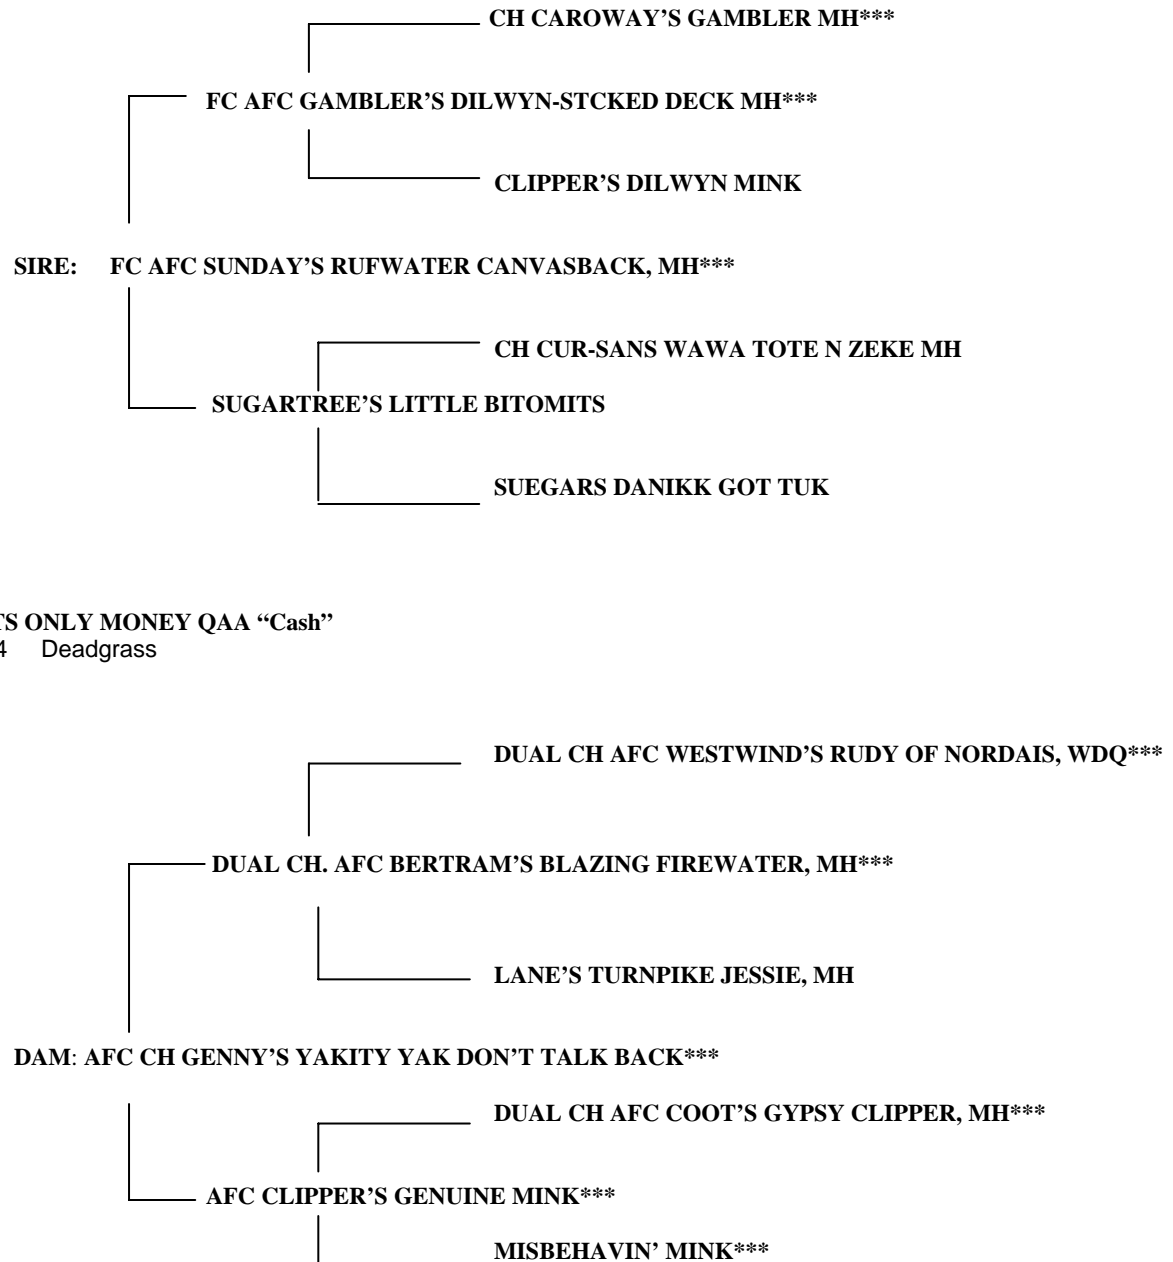 CH CAROWAY’S GAMBLER MH***
FC AFC GAMBLER’S DILWYN-STCKED DECK MH***
CLIPPER’S DILWYN MINK
SIRE: FC AFC SUNDAY’S RUFWATER CANVASBACK, MH***
CH CUR-SANS WAWA TOTE N ZEKE MH
SUGARTREE’S LITTLE BITOMITS
SUEGARS DANIKK GOT TUK
ONLY MONEY QAA “Cash”
Deadgrass
DUAL CH AFC WESTWIND’S RUDY OF NORDAIS, WDQ***
DUAL CH. AFC BERTRAM’S BLAZING FIREWATER, MH***
LANE’S TURNPIKE JESSIE, MH
DAM: AFC CH GENNY’S YAKITY YAK DON’T TALK BACK***
DUAL CH AFC COOT’S GYPSY CLIPPER, MH***
AFC CLIPPER’S GENUINE MINK***
MISBEHAVIN’ MINK***